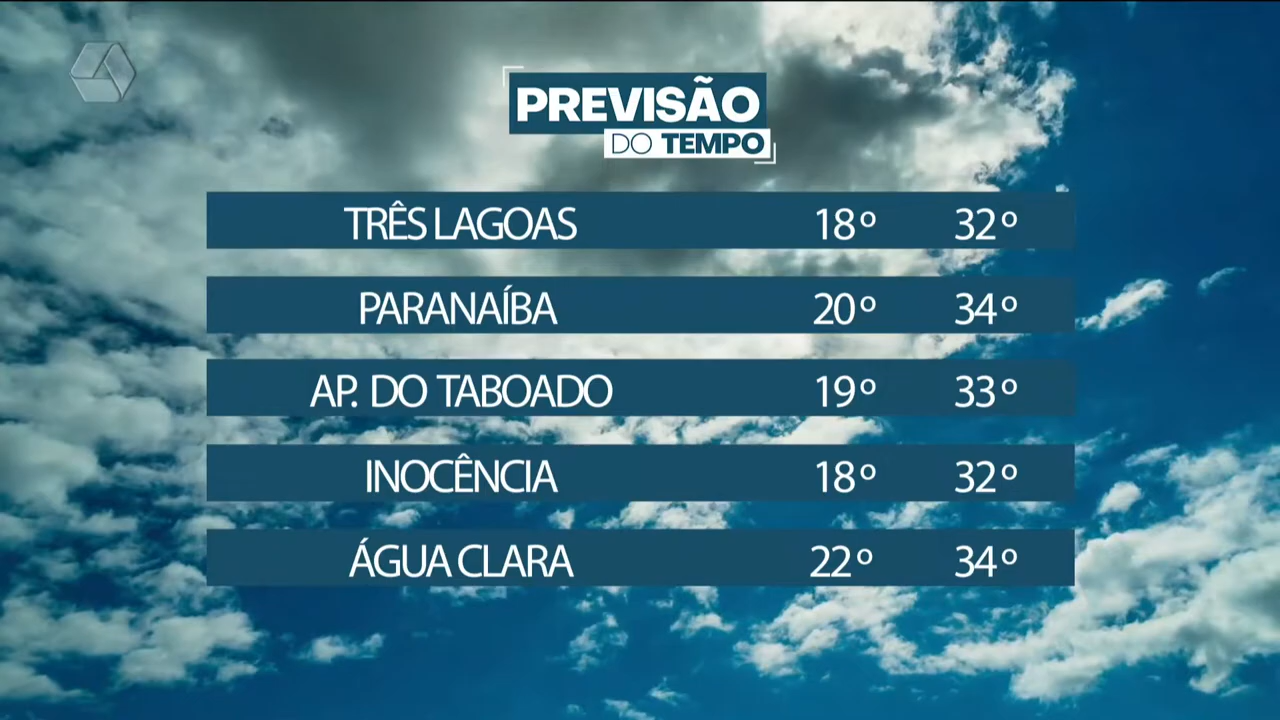 PREVISÃO
DO TEMPO
TRÊS LAGOAS 18º 32º
PARANAÍBA 20º 34º
AP. DO TABOADO 19º 33º
INOCÊNCIA 18º 32º
ÁGUA CLARA 22º 34º